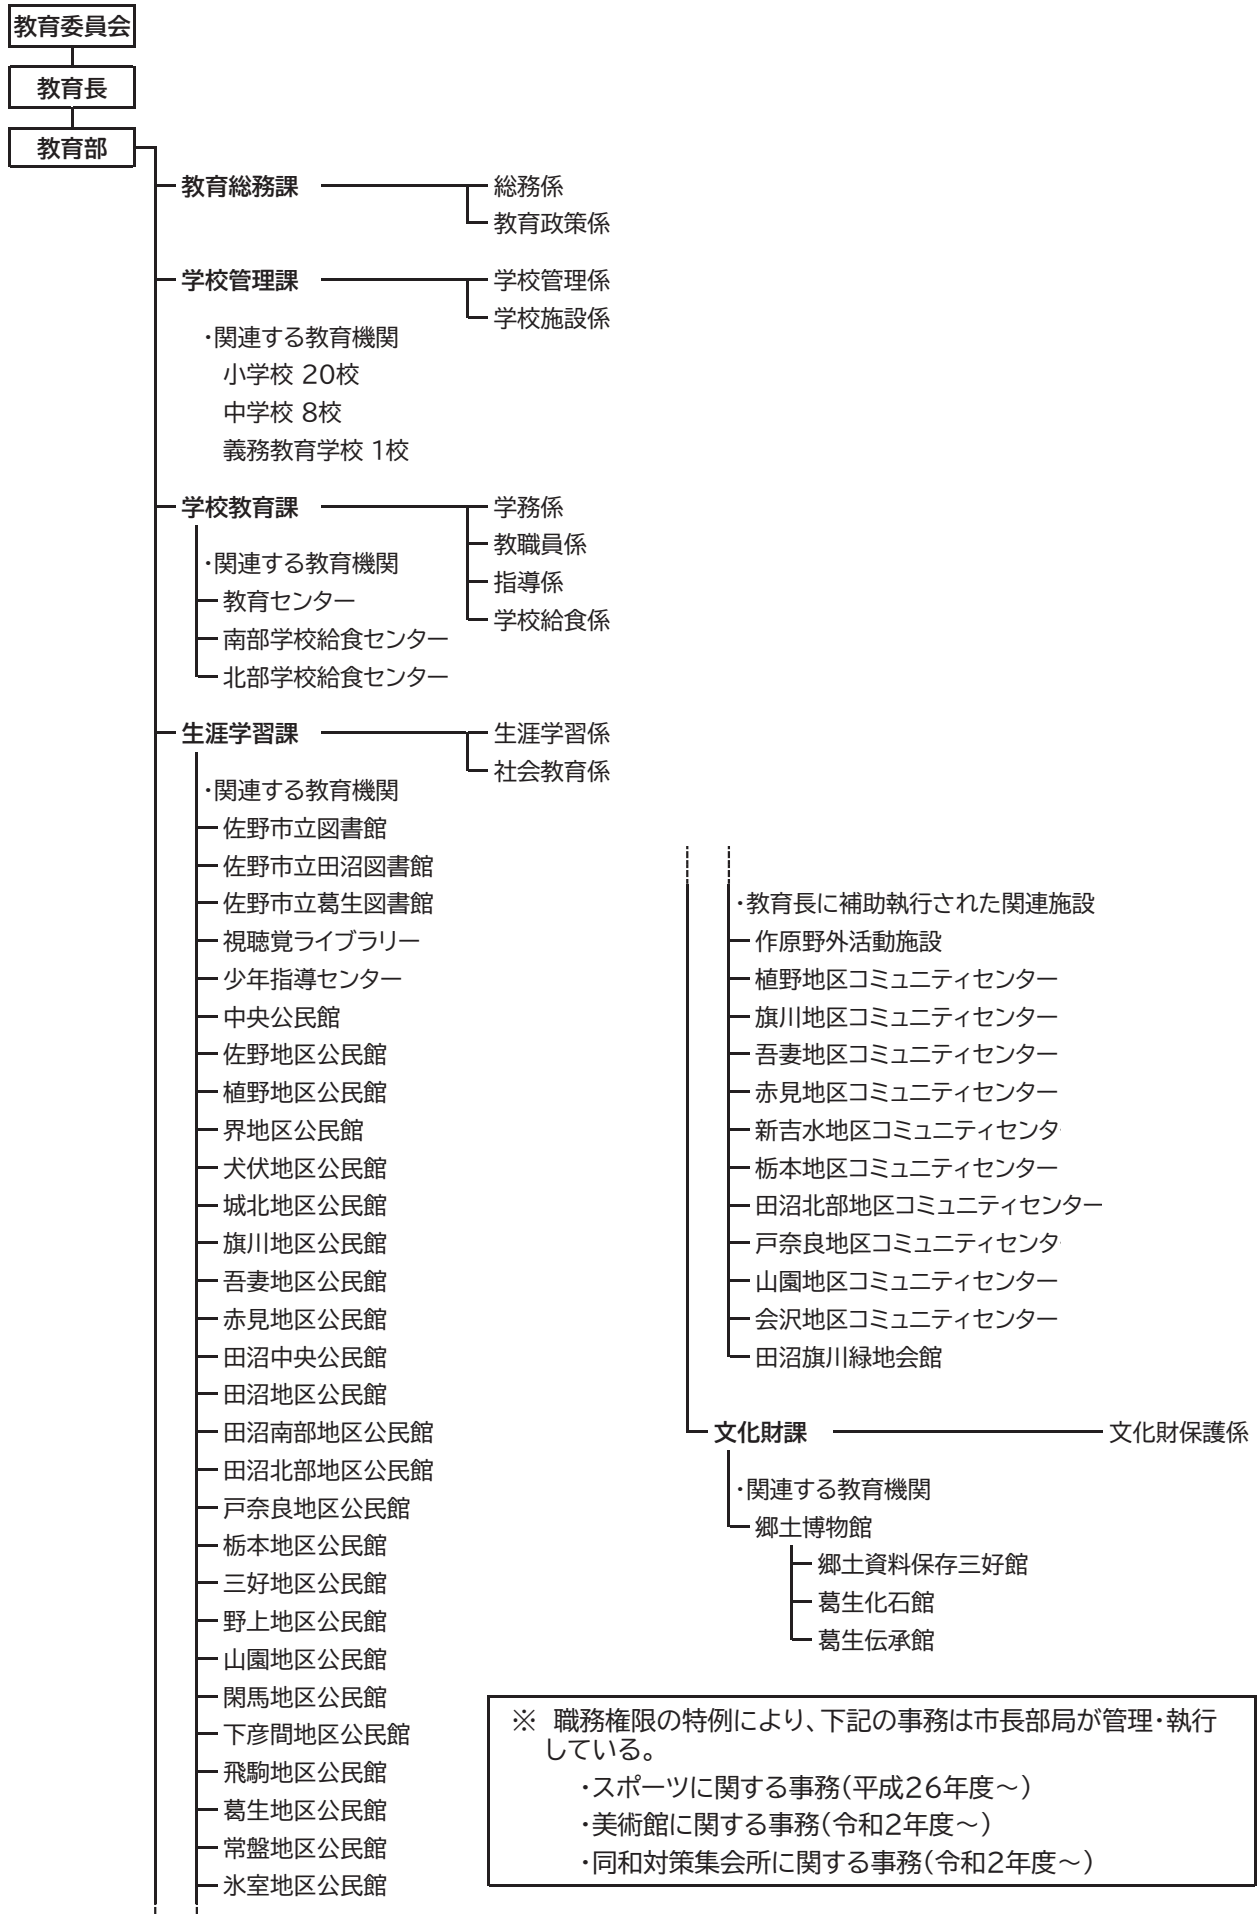 教育委員会
教育長
教育部
教育総務課
総務係
教育政策係
学校管理課
学校管理係
学校施設係
・関連する教育機関
小学校 20校
中学校 8校
義務教育学校 1校
学校教育課
学務係
教職員係
指導係
学校給食係
・関連する教育機関
教育センター
南部学校給食センター
北部学校給食センター
生涯学習課
生涯学習係
社会教育係
・関連する教育機関
佐野市立図書館
佐野市立田沼図書館
佐野市立葛生図書館
視聴覚ライブラリー
少年指導センター
中央公民館
佐野地区公民館
植野地区公民館
界地区公民館
犬伏地区公民館
城北地区公民館
旗川地区公民館
吾妻地区公民館
赤見地区公民館
田沼中央公民館
田沼地区公民館
田沼南部地区公民館
田沼北部地区公民館
戸奈良地区公民館
栃本地区公民館
三好地区公民館
野上地区公民館
山園地区公民館
閑馬地区公民館
下彦間地区公民館
飛駒地区公民館
葛生地区公民館
常盤地区公民館
氷室地区公民館
・教育長に補助執行された関連施設
作原野外活動施設
植野地区コミュニティセンター
旗川地区コミュニティセンター
吾妻地区コミュニティセンター
赤見地区コミュニティセンター
新吉水地区コミュニティセンタ
栃本地区コミュニティセンター
田沼北部地区コミュニティセンター
戸奈良地区コミュニティセンタ
山園地区コミュニティセンター
会沢地区コミュニティセンター
田沼旗川緑地会館
文化財課
文化財保護係
・関連する教育機関
郷土博物館
郷土資料保存三好館
葛生化石館
葛生伝承館
※ 職務権限の特例により、下記の事務は市長部局が管理・執行
している。
・スポーツに関する事務（平成26年度～）
・美術館に関する事務（令和2年度～）
・同和対策集会所に関する事務（令和2年度～）